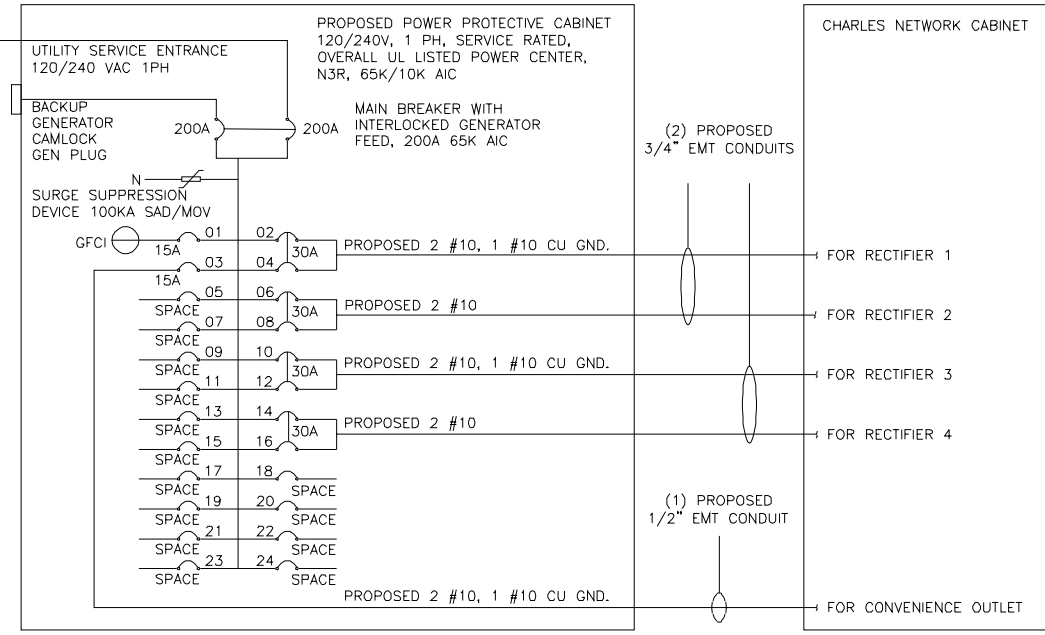 PROPOSED POWER PROTECTIVE CABINET
120/240V, 1 PH, SERVICE RATED,
OVERALL UL LISTED POWER CENTER,
N3R, 65K/10K AIC
CHARLES NETWORK CABINET
UTILITY SERVICE ENTRANCE
120/240 VAC 1PH
BACKUP
GENERATOR
CAMLOCK
GEN PLUG
200A
200A
MAIN BREAKER WITH
INTERLOCKED GENERATOR
FEED, 200A 65K AIC
(2) PROPOSED
3/4" EMT CONDUITS
N
SURGE SUPPRESSION
DEVICE 100KA SAD/MOV
GFCI
15A
01
02
30A
PROPOSED 2 #10, 1 #10 CU GND.
FOR RECTIFIER 1
15A
03
04
SPACE
05
06
30A
PROPOSED 2 #10
FOR RECTIFIER 2
SPACE
07
08
SPACE
09
10
30A
PROPOSED 2 #10, 1 #10 CU GND.
FOR RECTIFIER 3
SPACE
11
12
SPACE
13
14
30A
PROPOSED 2 #10
FOR RECTIFIER 4
SPACE
15
16
SPACE
17
18
SPACE
SPACE
19
20
SPACE
SPACE
21
22
SPACE
SPACE
23
24
SPACE
(1) PROPOSED
1/2" EMT CONDUIT
PROPOSED 2 #10, 1 #10 CU GND.
FOR CONVENIENCE OUTLET